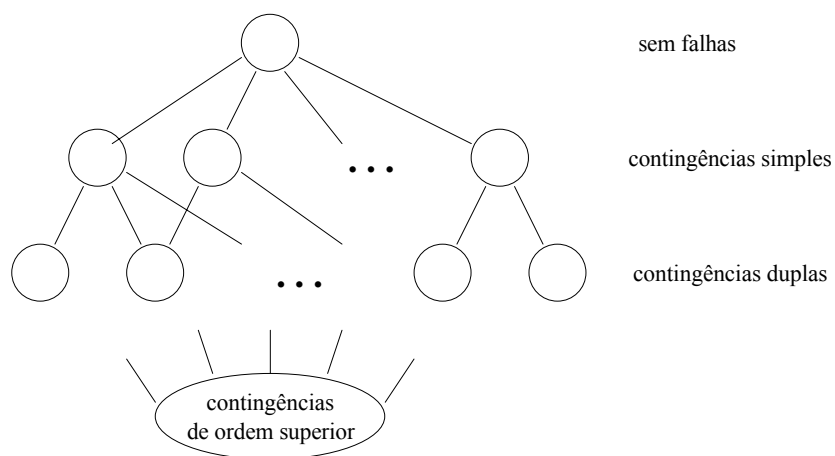 sem falhas
contingências simples
contingências duplas
contingências
de ordem superior